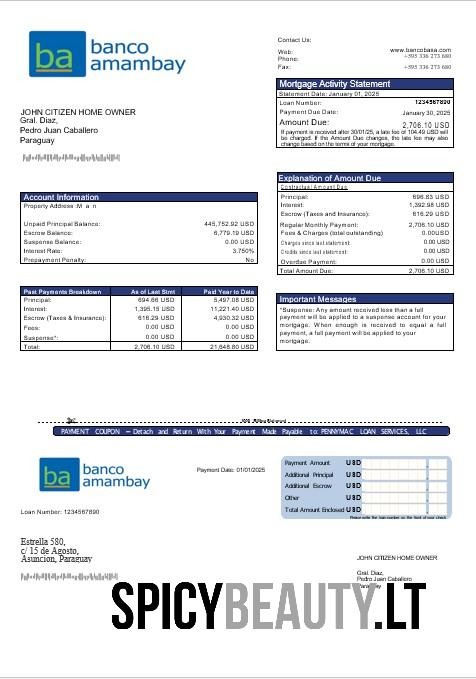 ba banco
amambay
Contact Us:
Web: www.bancobasa.com
Phone: +595 336 273 680
Fax: +595 336 273 680
Mortgage Activity Statement
Statement Date: January 01, 2025
Loan Number: 1234567890
Payment Due Date: January 30, 2025
Amount Due: 2,706.10 USD
If payment is received after 30/01/25, a late fee of 104.49 USD will
be charged. If the Amount Due changes, the late fee may also
change based on the terms of your mortgage.
JOHN CITIZEN HOME OWNER
Gral. Diaz,
Pedro Juan Caballero
Paraguay
Explanation of Amount Due
Contractual Amount Due
Principal: 696.83 USD
Interest: 1,392.98 USD
Escrow (Taxes and Insurance): 616.29 USD
Regular Monthly Payment: 2,706.10 USD
Fees & Charges (total outstanding) 0.00USD
Charges since last statement: 0.00 USD
Credits since last statement: 0.00 USD
Overdue Payment: 0.00 USD
Total Amount Due: 2,706.10 USD
Account Information
Property Address :M a n
Unpaid Principal Balance: 445,752.92 USD
Escrow Balance: 6,779.19 USD
Suspense Balance: 0.00 USD
Interest Rate: 3.750%
Prepayment Penalty: No
Past Payments Breakdown As of Last Stmt Paid Year to Date
Principal: 694.66 USD 5,497.08 USD
Interest: 1,395.15 USD 11,221.40 USD
Escrow (Taxes & Insurance): 616.29 USD 4,930.32 USD
Fees: 0.00 USD 0.00 USD
Suspense*: 0.00 USD 0.00 USD
Total: 2,706.10 USD 21,648.80 USD
Important Messages
*Suspense: Any amount received less than a full
payment will be applied to a suspense account for your
mortgage. When enough is received to equal a full
payment, a full payment will be applied to your
mortgage.
PAYMENT COUPON – Detach and Return With Your Payment Made Payable to: PENNYMAC LOAN SERVICES, LLC
ba banco
amambay
Payment Date: 01/01/2025
Payment Amount USD
Additional Principal USD
Additional Escrow USD
Other USD
Total Amount Enclosed USD
Please write the loan number on the front of your check.
Loan Number: 1234567890
Estrella 580,
c/ 15 de Agosto,
Asuncion, Paraguay
JOHN CITIZEN HOME OWNER
Gral. Diaz,
Pedro Juan Caballero
Paraguay
SPICYBEAUTY.LT